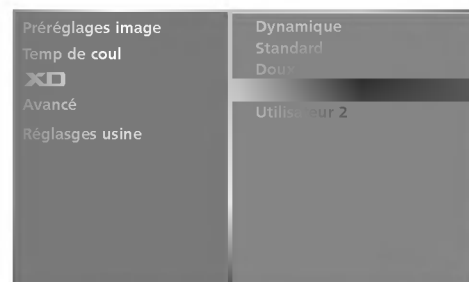 Préréglages image
Temp de coul
XD
Avancé
Réglasges usine
Dynamique
Standard
Doux
Utilisateur 2